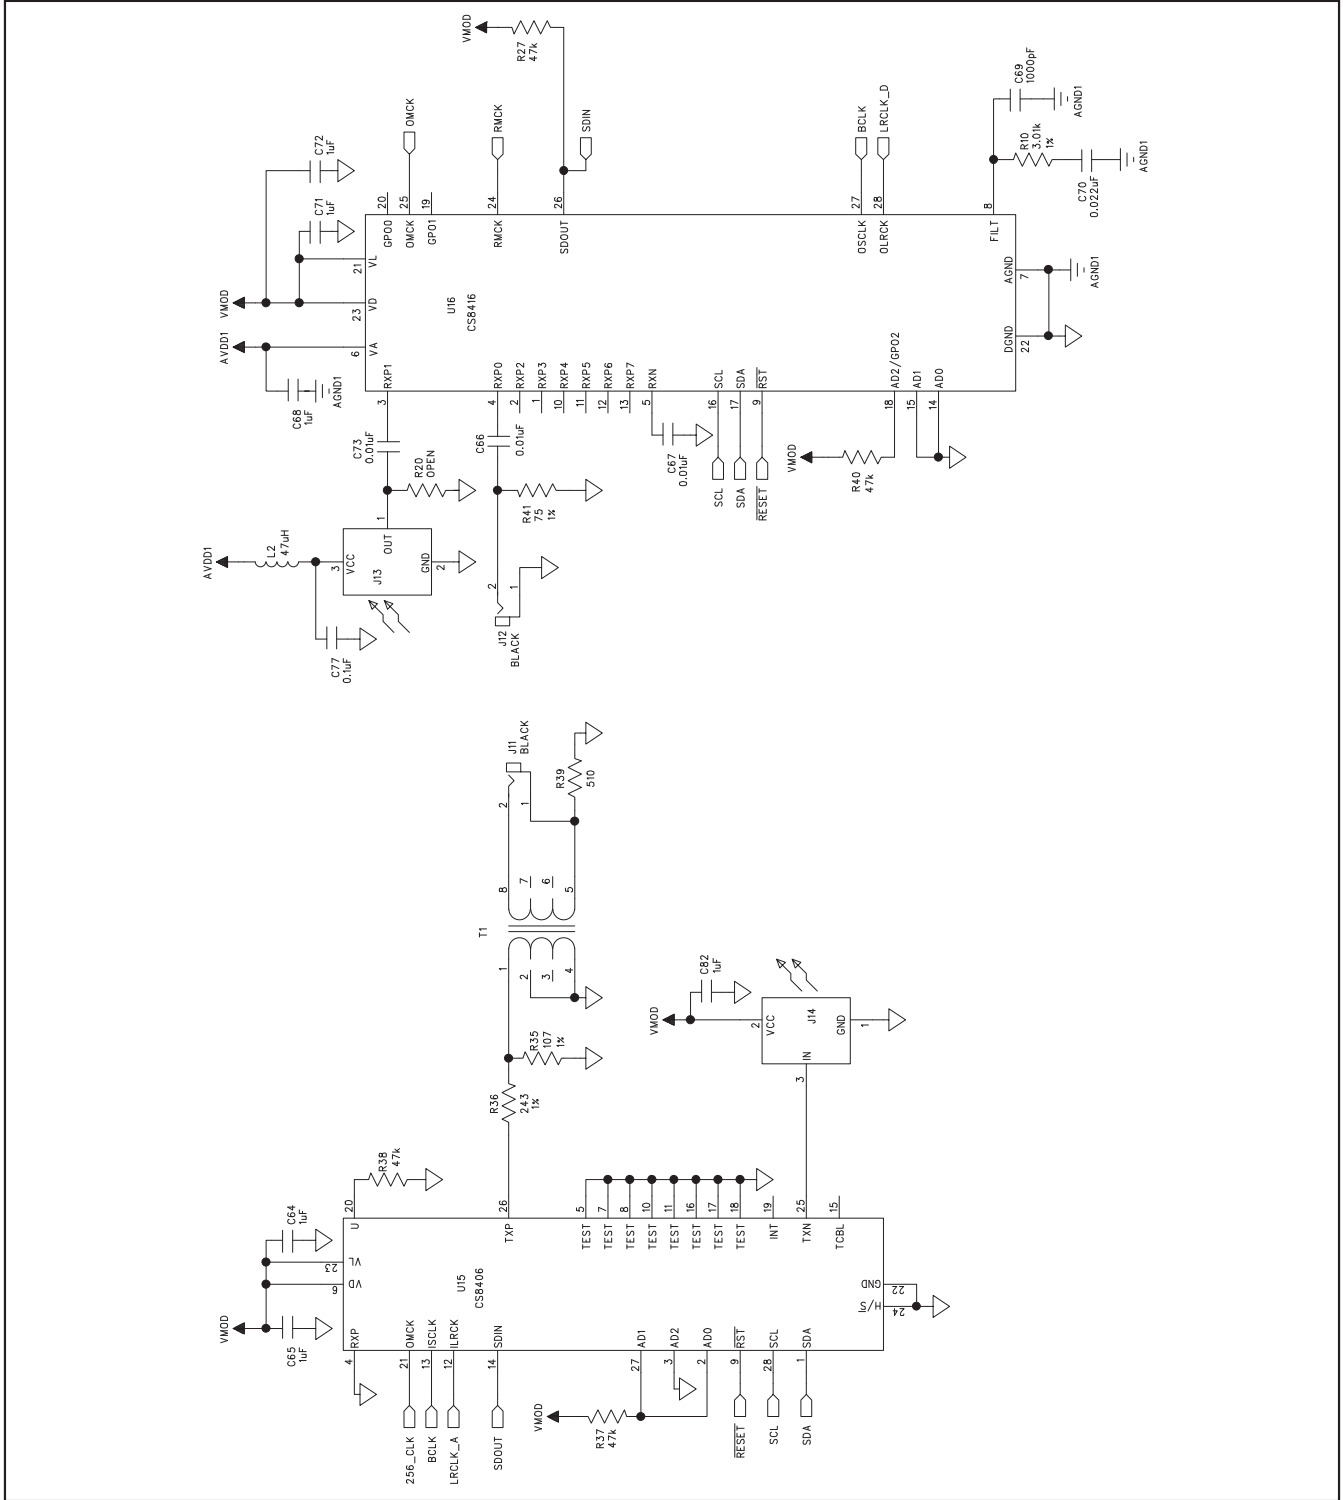 VMOD
R27
47k
C72
1uF
OMCK
RMCK
SDIN
BCLK
LRCLK_D
C69
1000pF
AGND1
R10
3.01k
1%
C70
0.022uF
AGND1
C71
1uF
20
25
19
24
26
27
28
8
GPO0
OMCK
GPO1
RMCK
SDOUT
OSCLK
OLRCK
FILT
VMOD
AVDD1
21
VL
23
VD
6
VA
U16
CS8416
AGND
7
DGND
22
AGND1
C68
1uF
AGND1
RXP1
RXP0
RXP2
RXP3
RXP4
RXP5
RXP6
RXP7
RXN
SCL
SDA
RST
AD2/GPO2
AD1
AD0
3
4
2
1
10
11
12
13
5
16
17
9
18
15
14
C73
0.01uF
C66
0.01uF
R20
OPEN
R41
75
1%
C67
0.01uF
SCL
SDA
RESET
VMOD
R40
47k
AVDD1
L2
47uH
3
VCC
OUT
1
J13
GND
2
C77
0.1uF
2
1
J12
BLACK
J11
BLACK
2
1
R39
510
8
7
6
5
T1
1
2
3
4
R35
107
1%
R36
243
1%
VMOD
C82
1uF
2
VCC
J14
GND
1
IN
3
R38
47k
C64
1uF
20
26
5
7
8
10
11
16
17
18
19
25
15
U
TXP
TEST
TEST
TEST
TEST
TEST
TEST
TEST
TEST
INT
TXN
TCBL
VMOD
23
VL
6
VD
C65
1uF
U15
CS8406
GND
22
H/S
24
RXP
OMCK
ISCLK
ILRCK
SDIN
AD1
AD2
AD0
RST
SCL
SDA
4
21
13
12
14
27
3
2
9
28
1
256_CLK
BCLK
LRCLK_A
SDOUT
VMOD
R37
47k
RESET
SCL
SDA